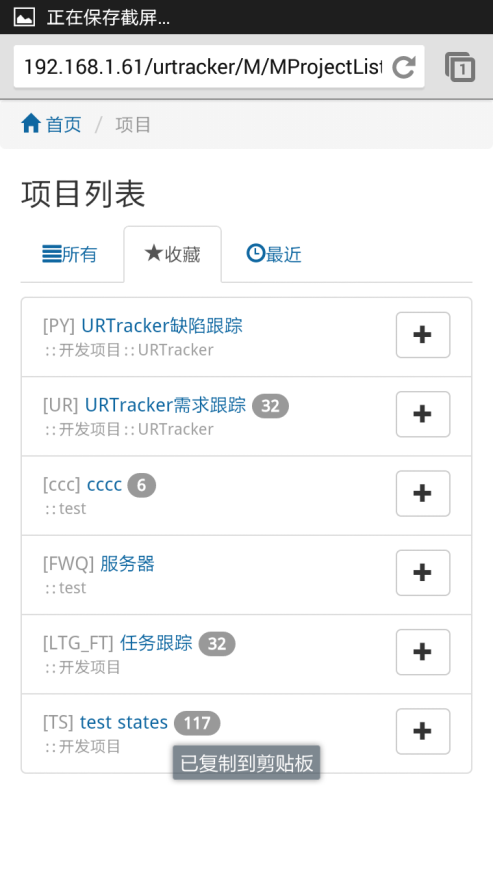 正在保存截屏...
192.168.1.61/urtracker/M/MProjectList
1
首页 / 项目
项目列表
所有
收藏
最近
[PY] URTracker缺陷跟踪
::开发项目::URTracker
[UR] URTracker需求跟踪 32
::开发项目::URTracker
[ccc] cccc 6
::test
[FWQ] 服务器
::test
[LTG_FT] 任务跟踪 32
::开发项目
[TS] test states 117
::开发项目
已复制到剪贴板